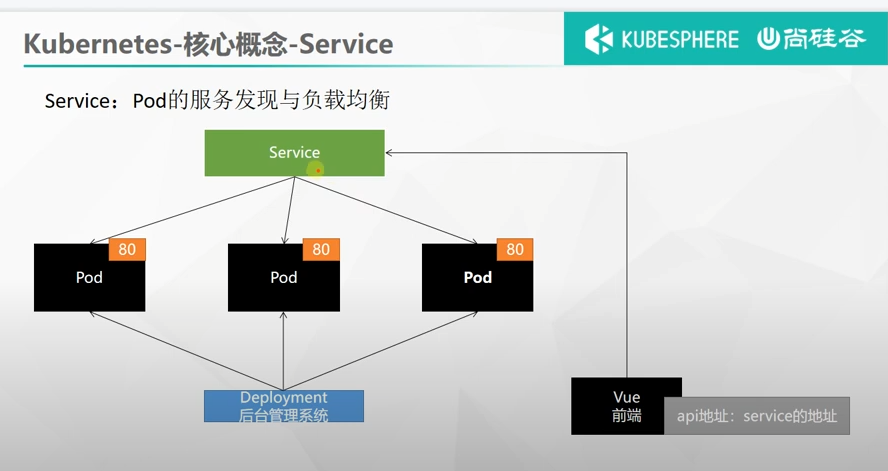 Kubernetes-核心概念-Service
KUBESPHERE 尚硅谷
Service：Pod的服务发现与负载均衡
Service
80
80
80
Pod
Pod
Pod
Deployment
后台管理系统
Vue
前端
api地址：service的地址